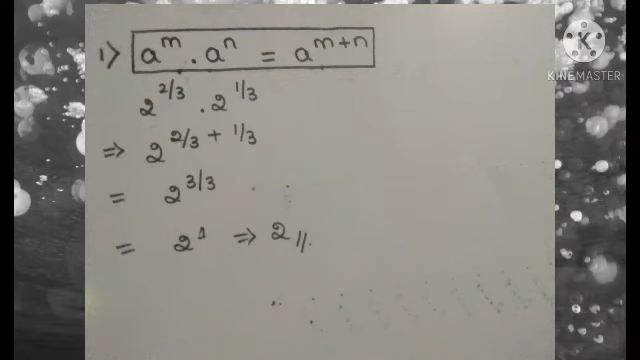 1) a^m . a^n = a^{m+n}
2^{2/3} . 2^{1/3}
⇒ 2^{2/3 + 1/3}
= 2^{3/3}
= 2^1 ⇒ 2 //.
K
KINEMASTER